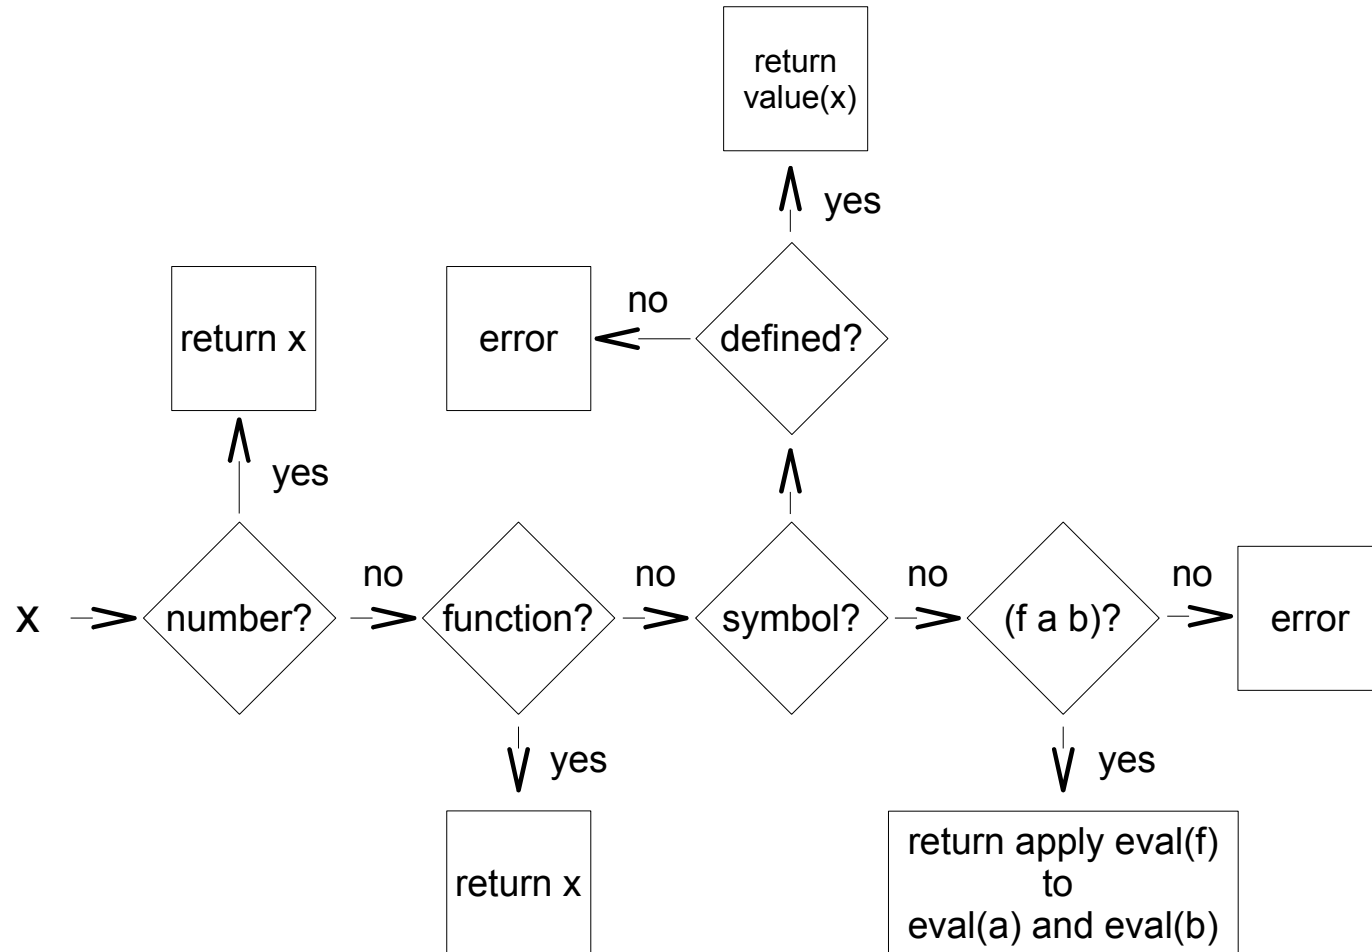 return
value(x)
yes
return x
error
no
defined?
yes
x
number?
no
function?
no
symbol?
no
(f a b)?
no
error
yes
return x
yes
return apply eval(f)
to
eval(a) and eval(b)